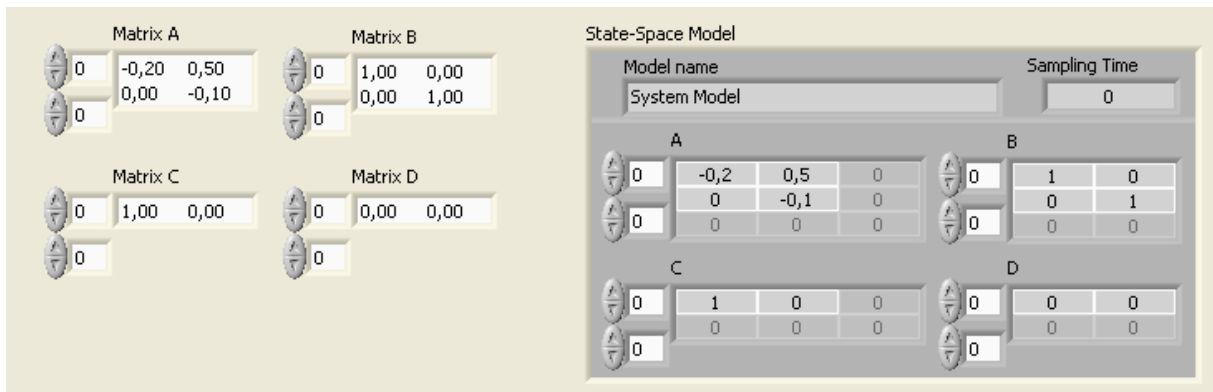 Matrix A
0 -0,20 0,50
0,00 -0,10
0
Matrix B
0 1,00 0,00
0,00 1,00
0
Matrix C
0 1,00 0,00
0
Matrix D
0 0,00 0,00
0
State-Space Model
Model name
System Model
Sampling Time
0
A
0 -0,2 0,5 0
0 -0,1 0
0 0 0 0
B
0 1 0
0 1
0 0 0
C
0 1 0 0
0 0 0
0
D
0 0 0
0 0
0